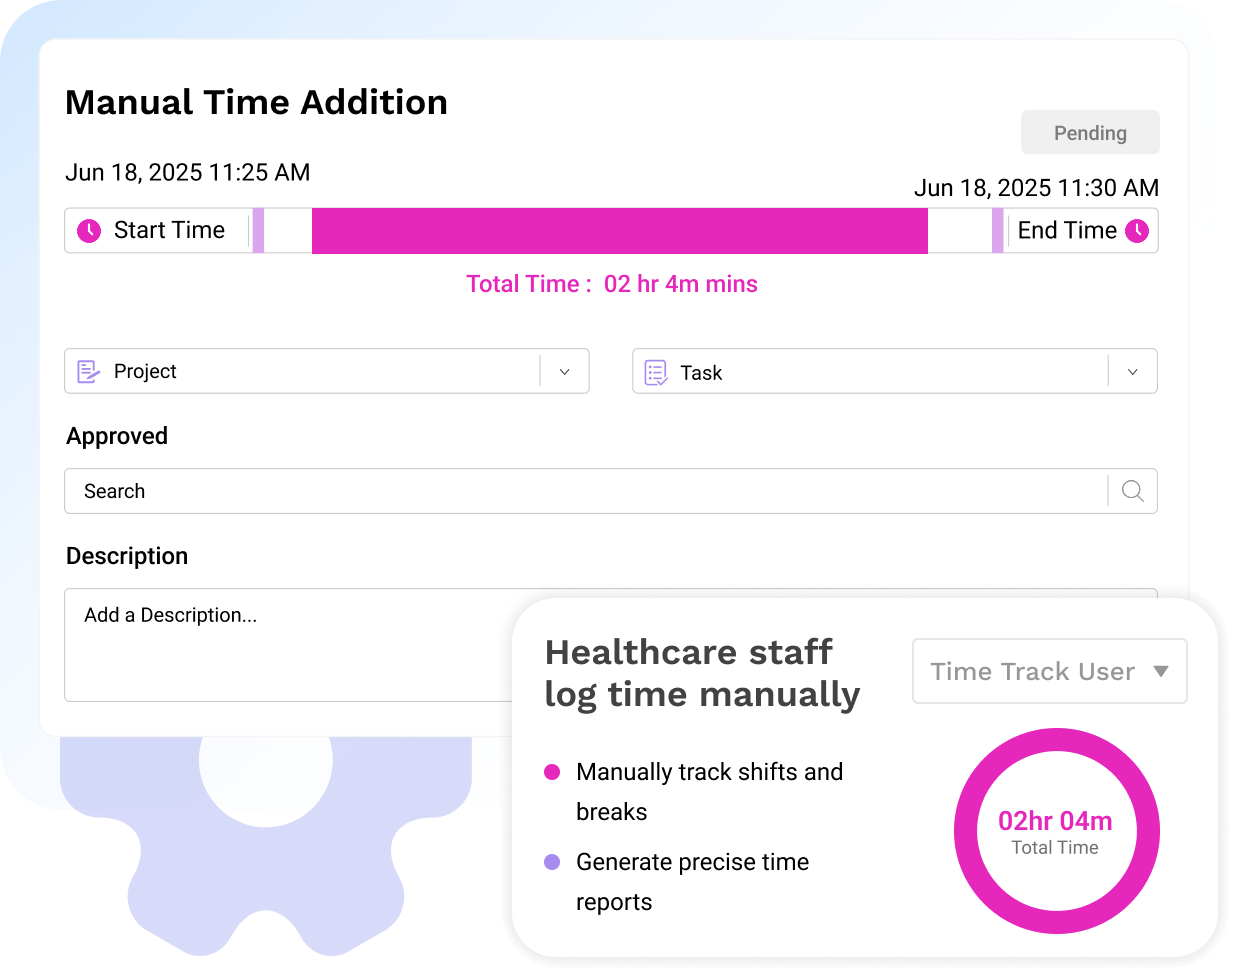 Manual Time Addition
Pending
Jun 18, 2025 11:25 AM
Jun 18, 2025 11:30 AM
Start Time
End Time
Total Time :  02 hr 4m mins
Project
Task
Approved
Search
Description
Add a Description...
Healthcare staff
log time manually
Time Track User
Manually track shifts and
breaks
Generate precise time
reports
02hr 04m
Total Time